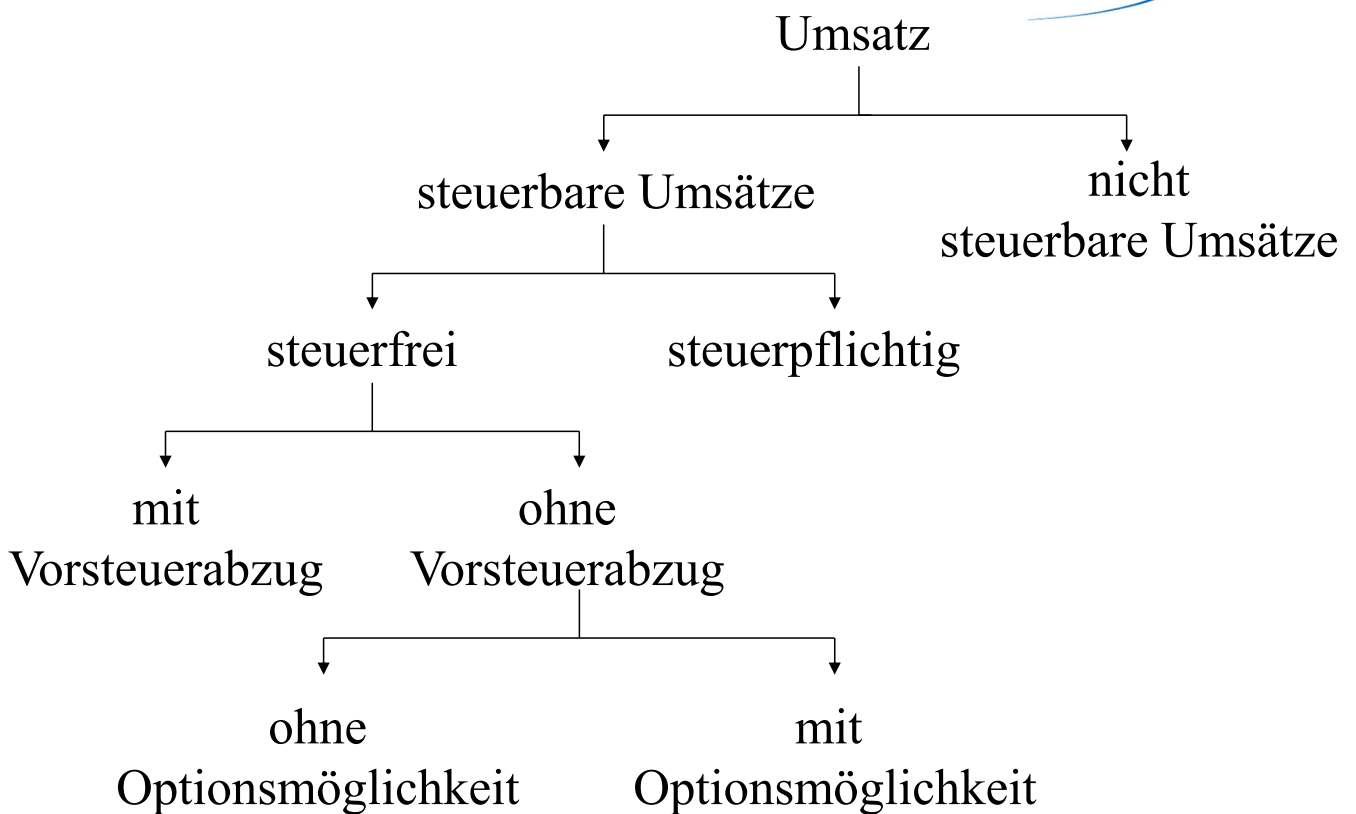 Umsatz
steuerbare Umsätze
nicht
steuerbare Umsätze
steuerfrei
steuerpflichtig
mit
Vorsteuerabzug
ohne
Vorsteuerabzug
ohne
Optionsmöglichkeit
mit
Optionsmöglichkeit